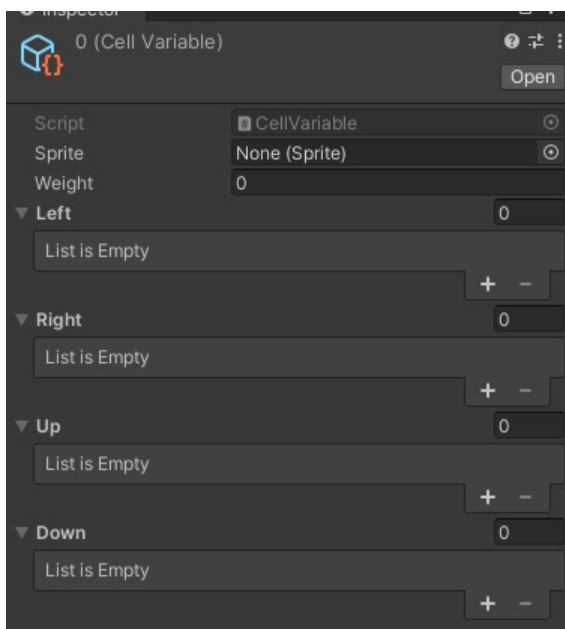 Inspector
0 (Cell Variable)
Open
Script CellVariable
Sprite None (Sprite)
Weight 0
Left 0
List is Empty
+ −
Right 0
List is Empty
+ −
Up 0
List is Empty
+ −
Down 0
List is Empty
+ −